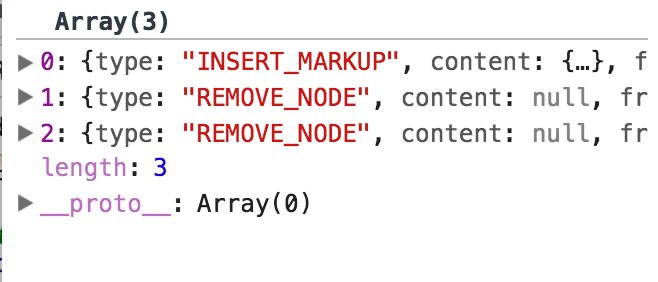 Array(3)
0: {type: "INSERT_MARKUP", content: {…}, f
1: {type: "REMOVE_NODE", content: null, fr
2: {type: "REMOVE_NODE", content: null, fr
length: 3
__proto__: Array(0)